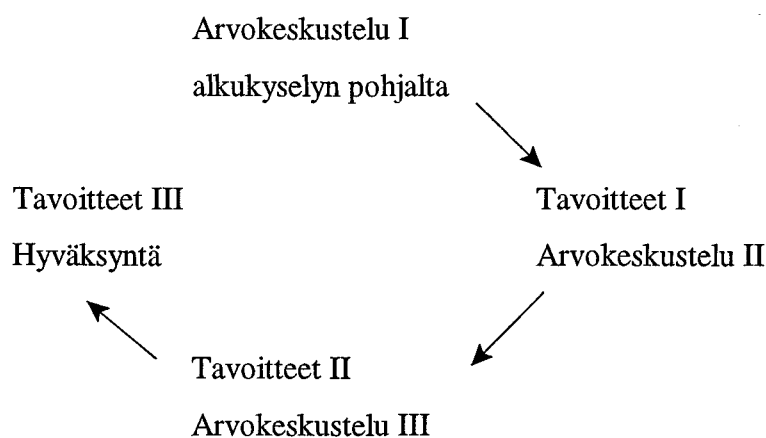 Arvokeskustelu I
alkukyselyn pohjalta
Tavoitteet III
Hyväksyntä
Tavoitteet I
Arvokeskustelu II
Tavoitteet II
Arvokeskustelu III